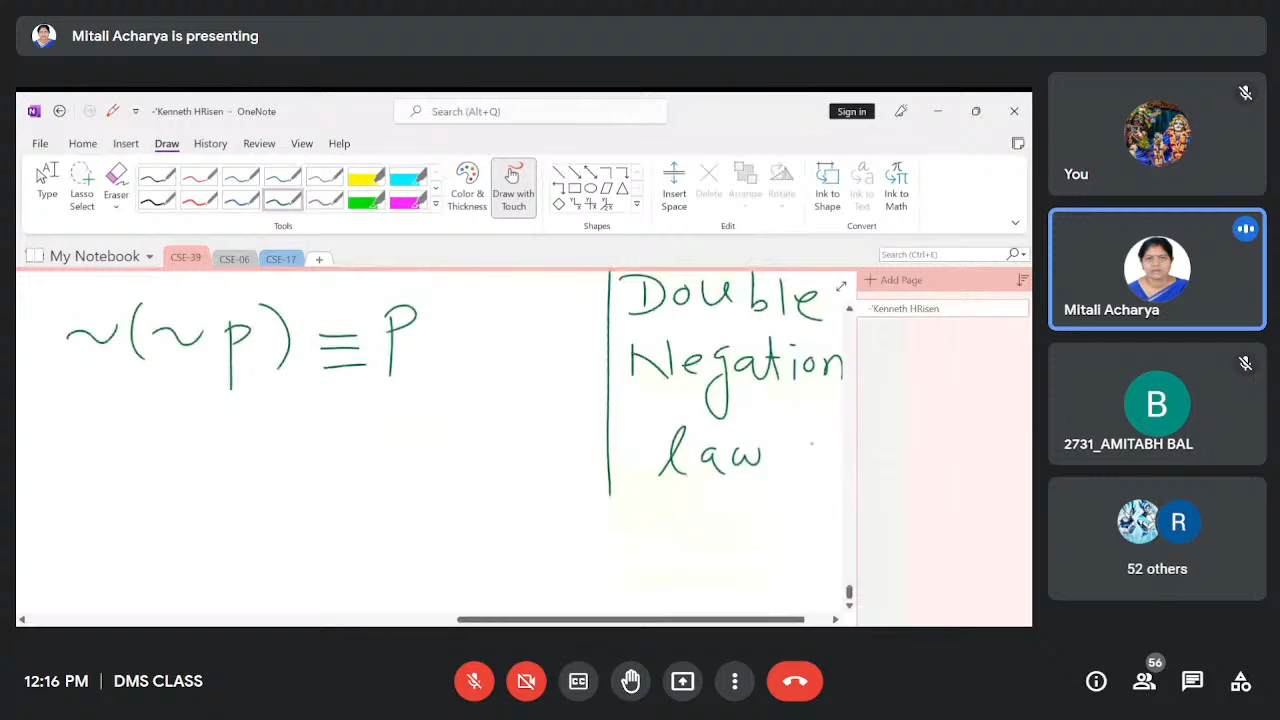 Mitali Acharya is presenting
-'Kenneth HRisen - OneNote
Search (Alt+Q)
Sign in
File Home Insert Draw History Review View Help
Type
Lasso Select
Eraser
Color & Thickness
Draw with Touch
Insert Space
Delete
Arrange
Rotate
Ink to Shape
Ink to Text
Ink to Math
Tools
Shapes
Edit
Convert
My Notebook
CSE-39
CSE-06
CSE-17
Search (Ctrl+E)
Add Page
-'Kenneth HRisen
~(~p) ≡ P
Double
Negation
law
You
Mitali Acharya
B
2731_AMITABH BAL
R
52 others
12:16 PM | DMS CLASS
56